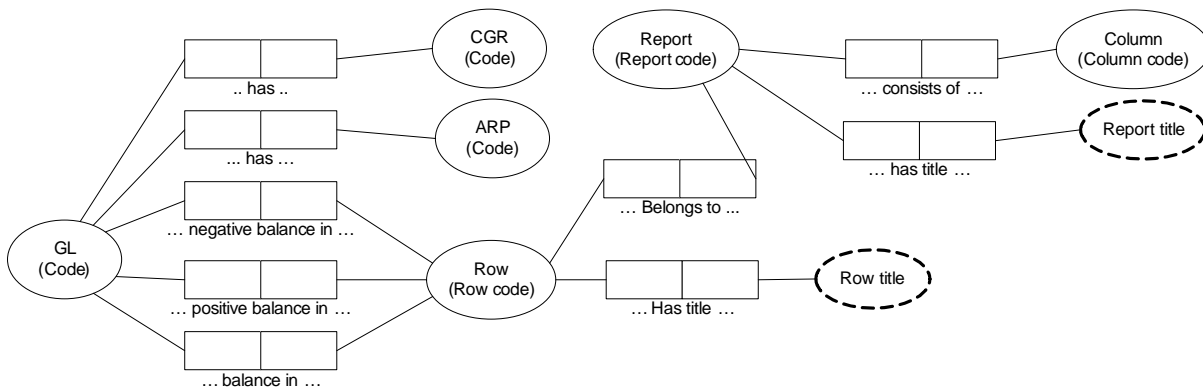 CGR
(Code)
Report
(Report code)
Column
(Column code)
.. has ..
… consists of …
ARP
(Code)
Report title
... has …
… has title …
… Belongs to ...
… negative balance in …
GL
(Code)
Row
(Row code)
Row title
… positive balance in …
… Has title …
… balance in …